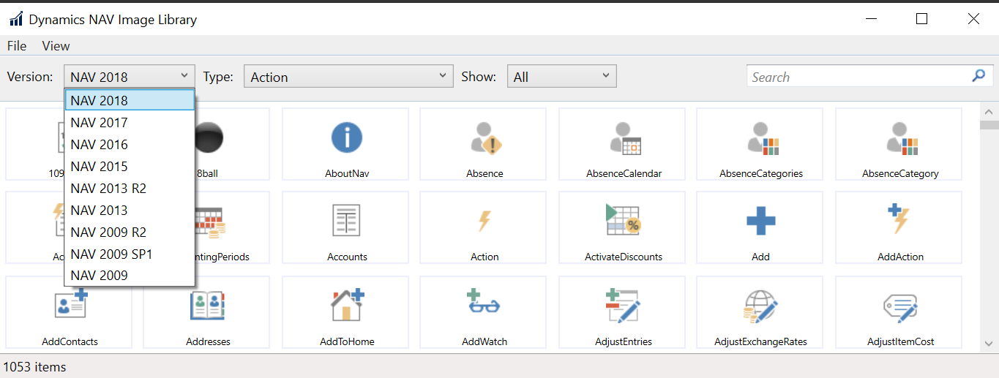 Dynamics NAV Image Library
File View
Version: NAV 2018 Type: Action Show: All Search
NAV 2018
NAV 2017
NAV 2016
NAV 2015
NAV 2013 R2
NAV 2013
NAV 2009 R2
NAV 2009 SP1
NAV 2009
109
8ball
AboutNav
Absence
AbsenceCalendar
AbsenceCategories
AbsenceCategory
Ac
ntingPeriods
Accounts
Action
ActivateDiscounts
Add
AddAction
AddContacts
Addresses
AddToHome
AddWatch
AdjustEntries
AdjustExchangeRates
AdjustItemCost
1053 items